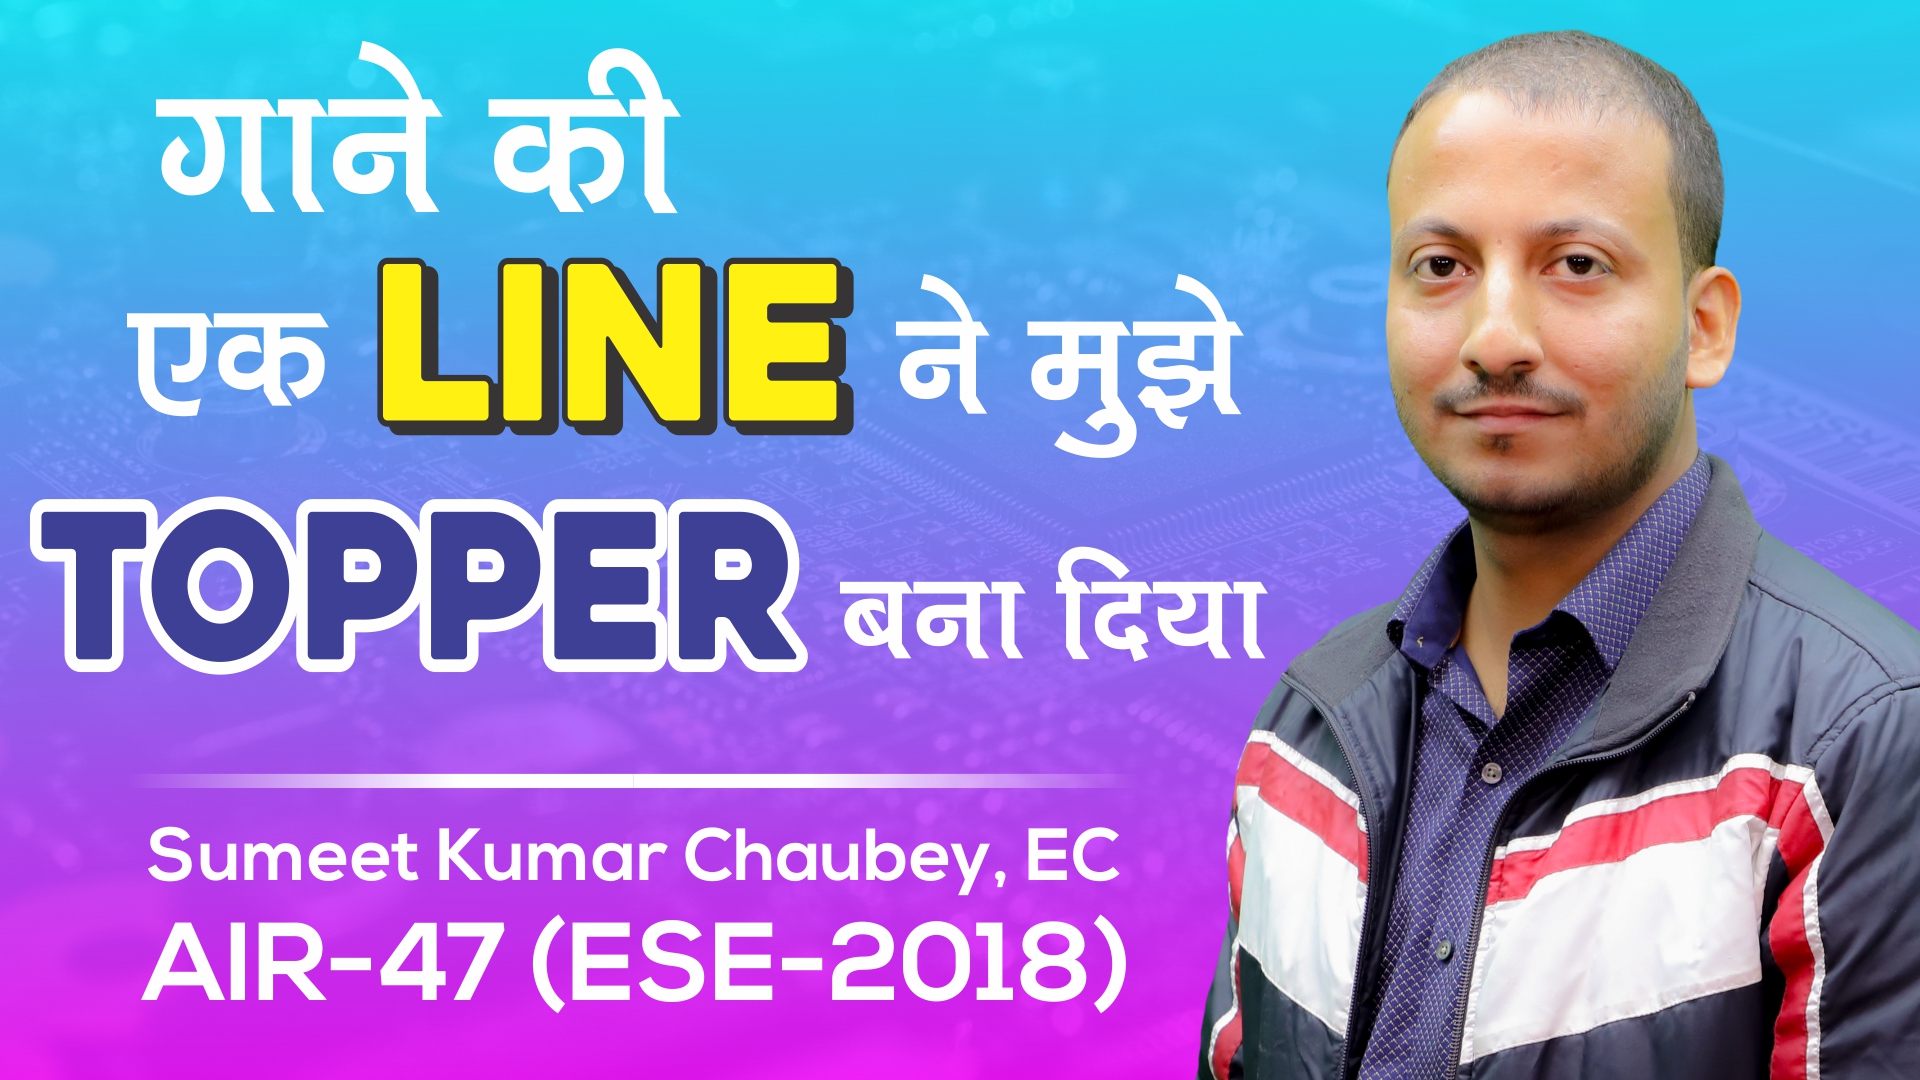 गाने की
एक LINE ने मुझे
TOPPER बना दिया
Sumeet Kumar Chaubey, EC
AIR-47 (ESE-2018)